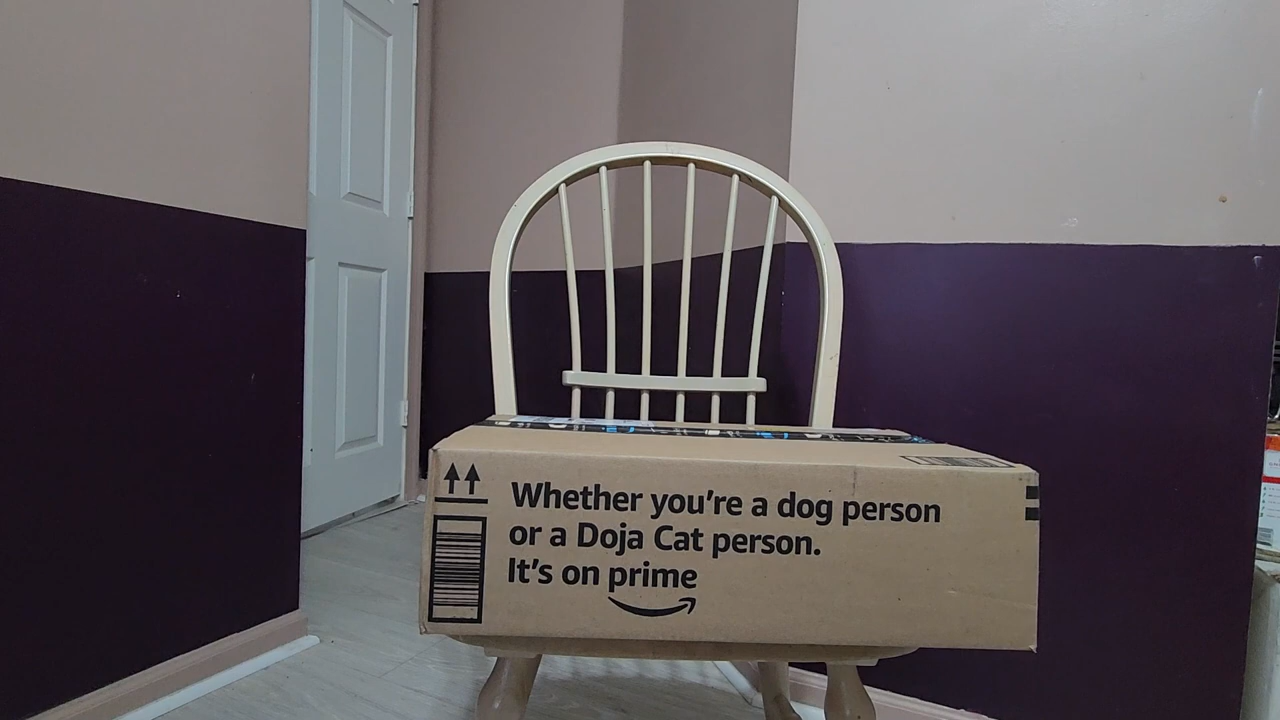 Whether you're a dog person
or a Doja Cat person.
It's on prime